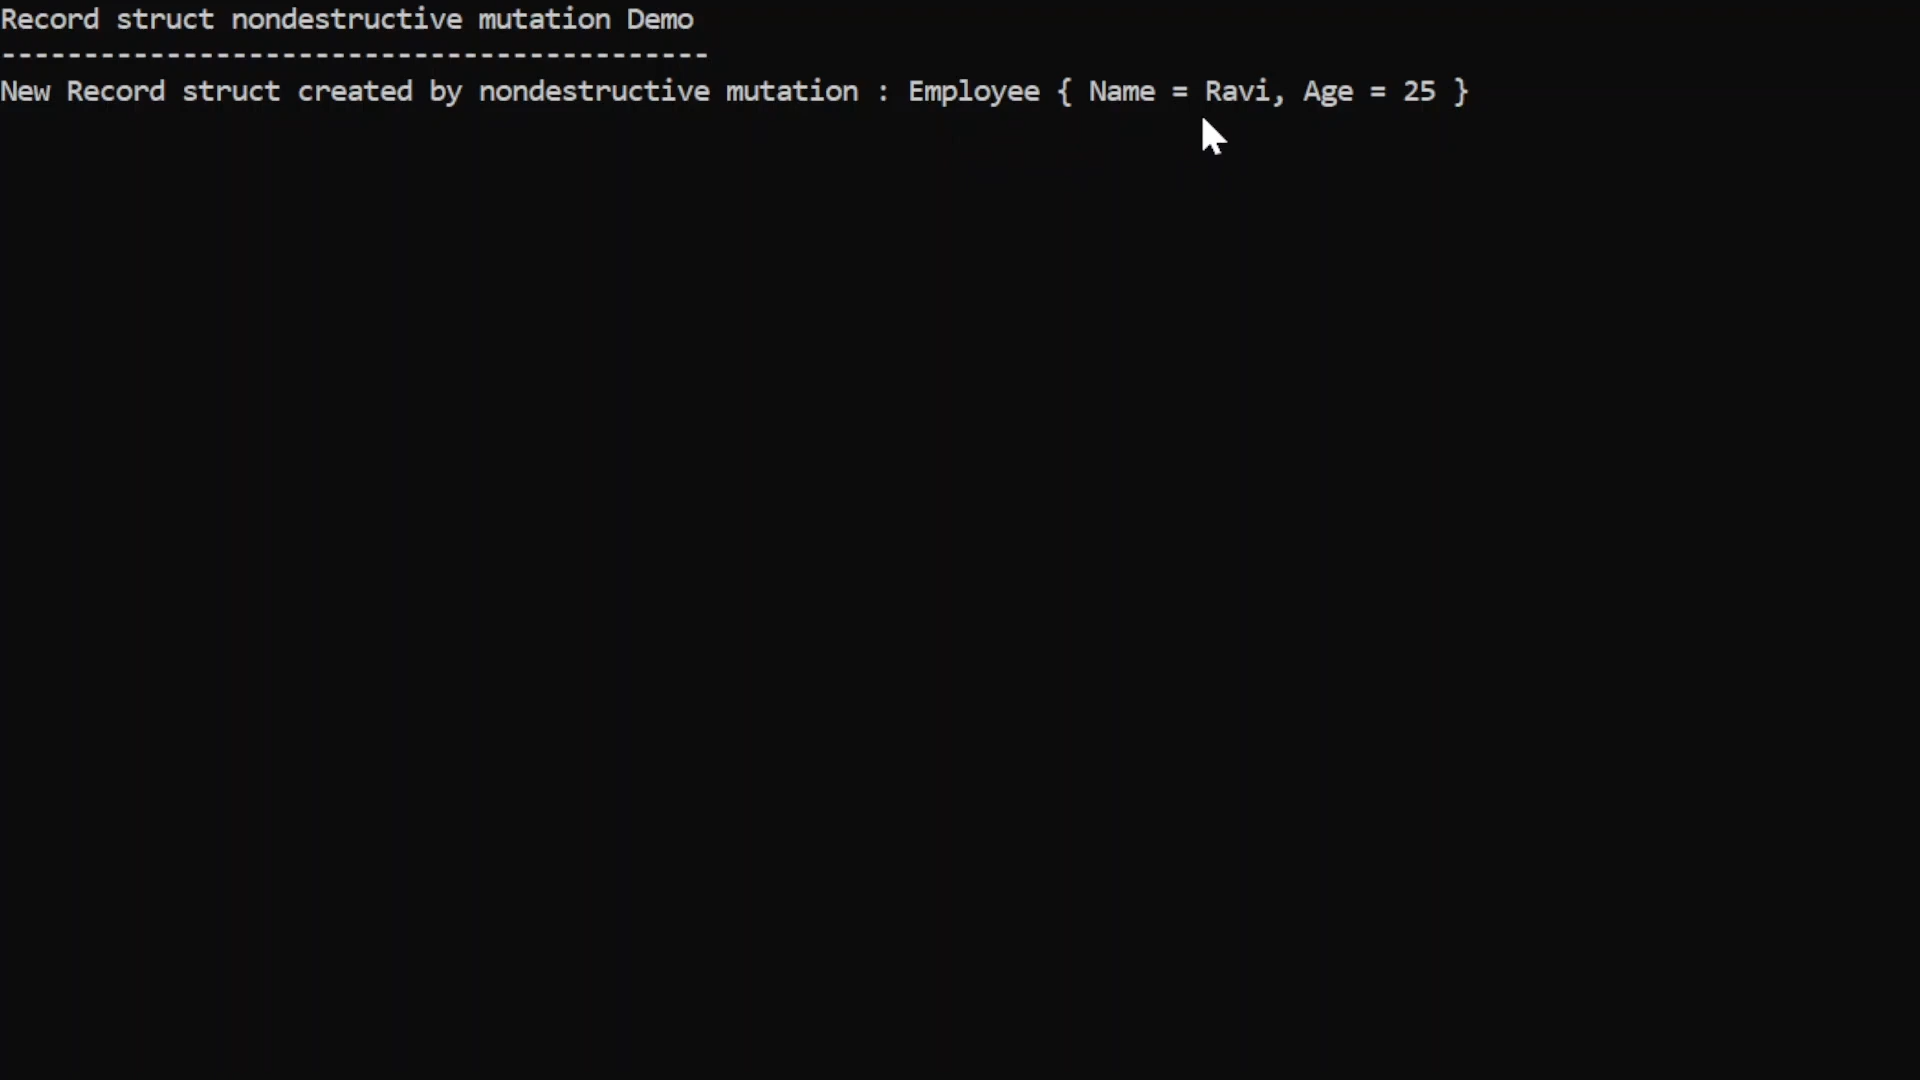 Record struct nondestructive mutation Demo
-------------------------------------------
New Record struct created by nondestructive mutation : Employee { Name = Ravi, Age = 25 }